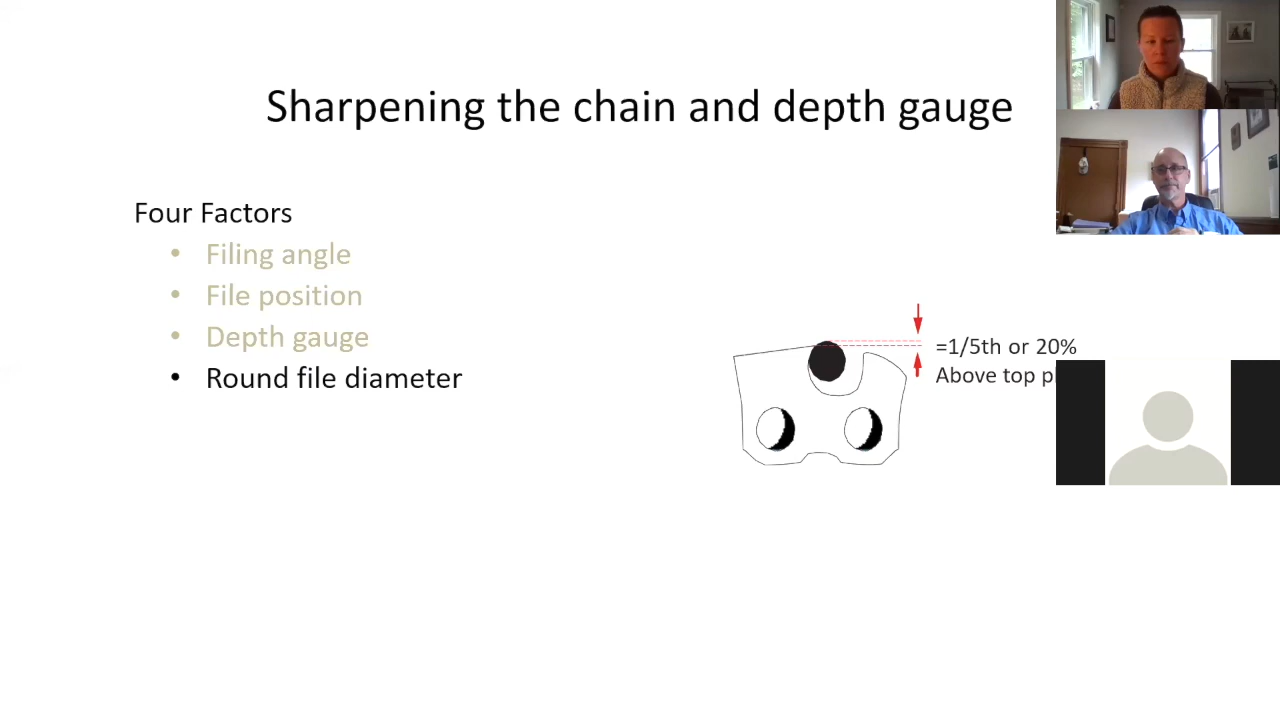 Sharpening the chain and depth gauge
Four Factors
• Filing angle
• File position
• Depth gauge
• Round file diameter
=1/5th or 20%
Above top